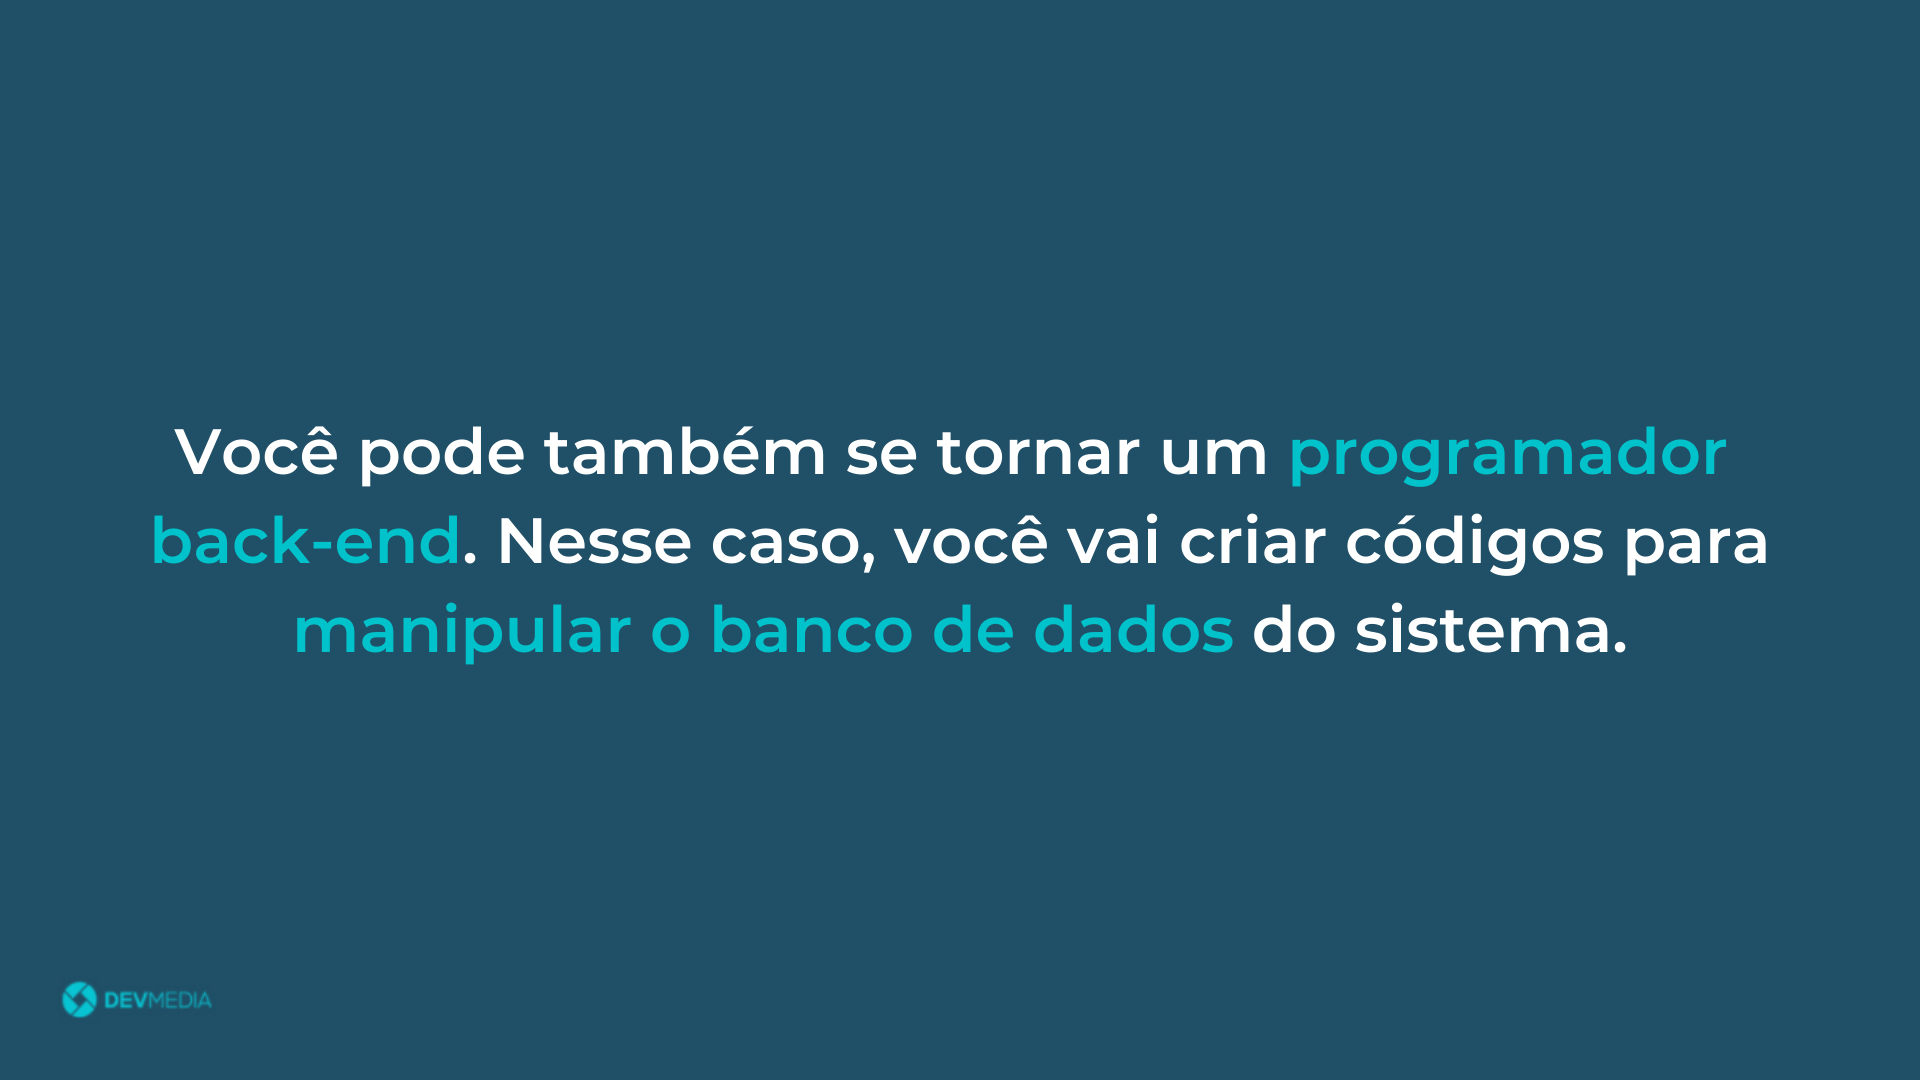 Você pode também se tornar um programador
back-end. Nesse caso, você vai criar códigos para
manipular o banco de dados do sistema.
DEVMEDIA